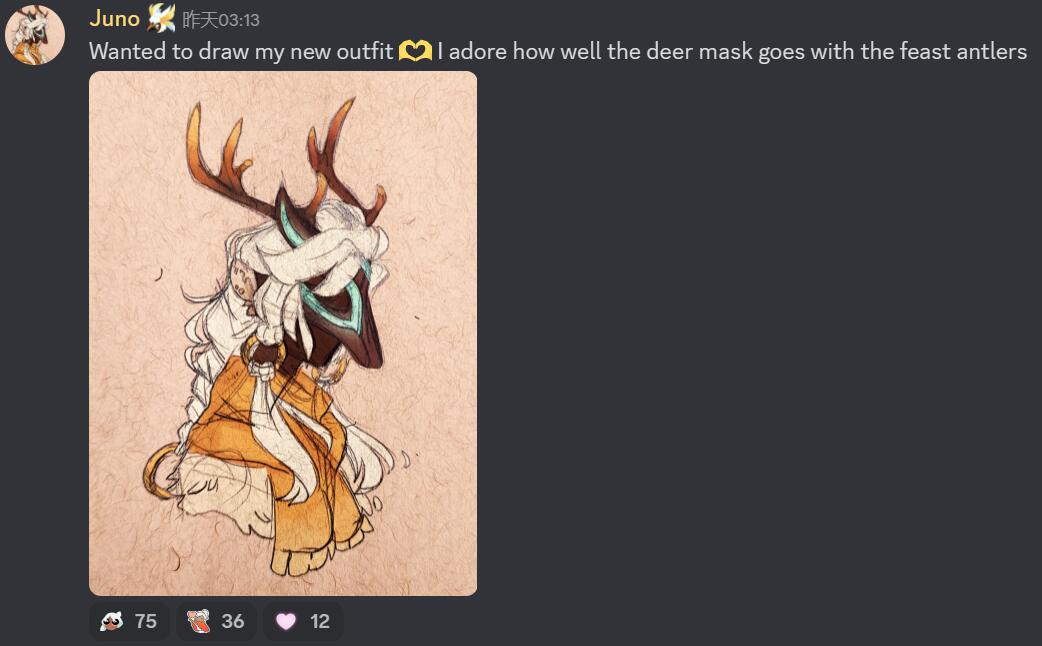 Juno 昨天03:13
Wanted to draw my new outfit I adore how well the deer mask goes with the feast antlers
75 36 12